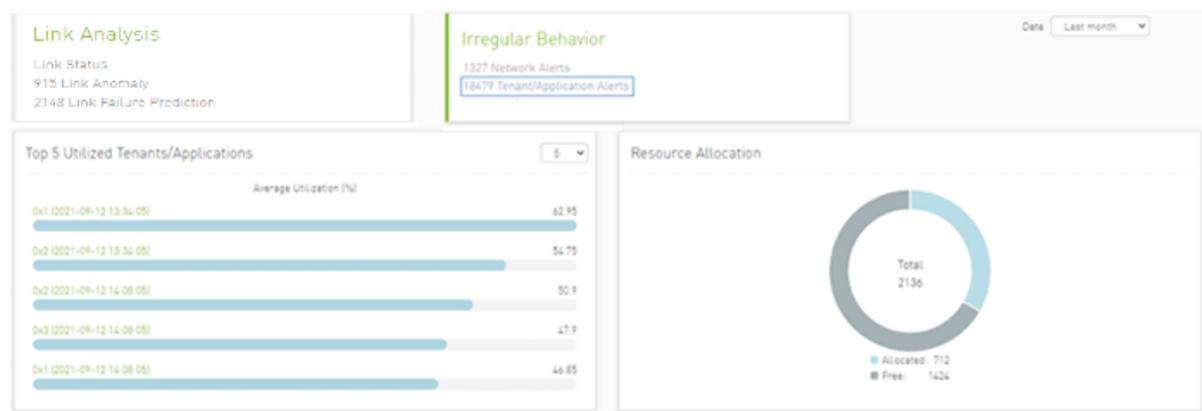 Link Analysis
Link Status
915 Link Anomaly
2148 Link Failure Prediction
Irregular Behavior
1327 Network Alerts
18479 Tenant/Application Alerts
Date Last month
Top 5 Utilized Tenants/Applications 5
Average Utilization (%)
0x1 (2021-09-12 13:34:05) 62.95
0x2 (2021-09-12 13:34:05) 54.75
0x2 (2021-09-12 14:08:05) 50.9
0x3 (2021-09-12 14:08:05) 47.9
0x1 (2021-09-12 14:08:05) 46.85
Resource Allocation
Total
2136
Allocated: 712
Free: 1424